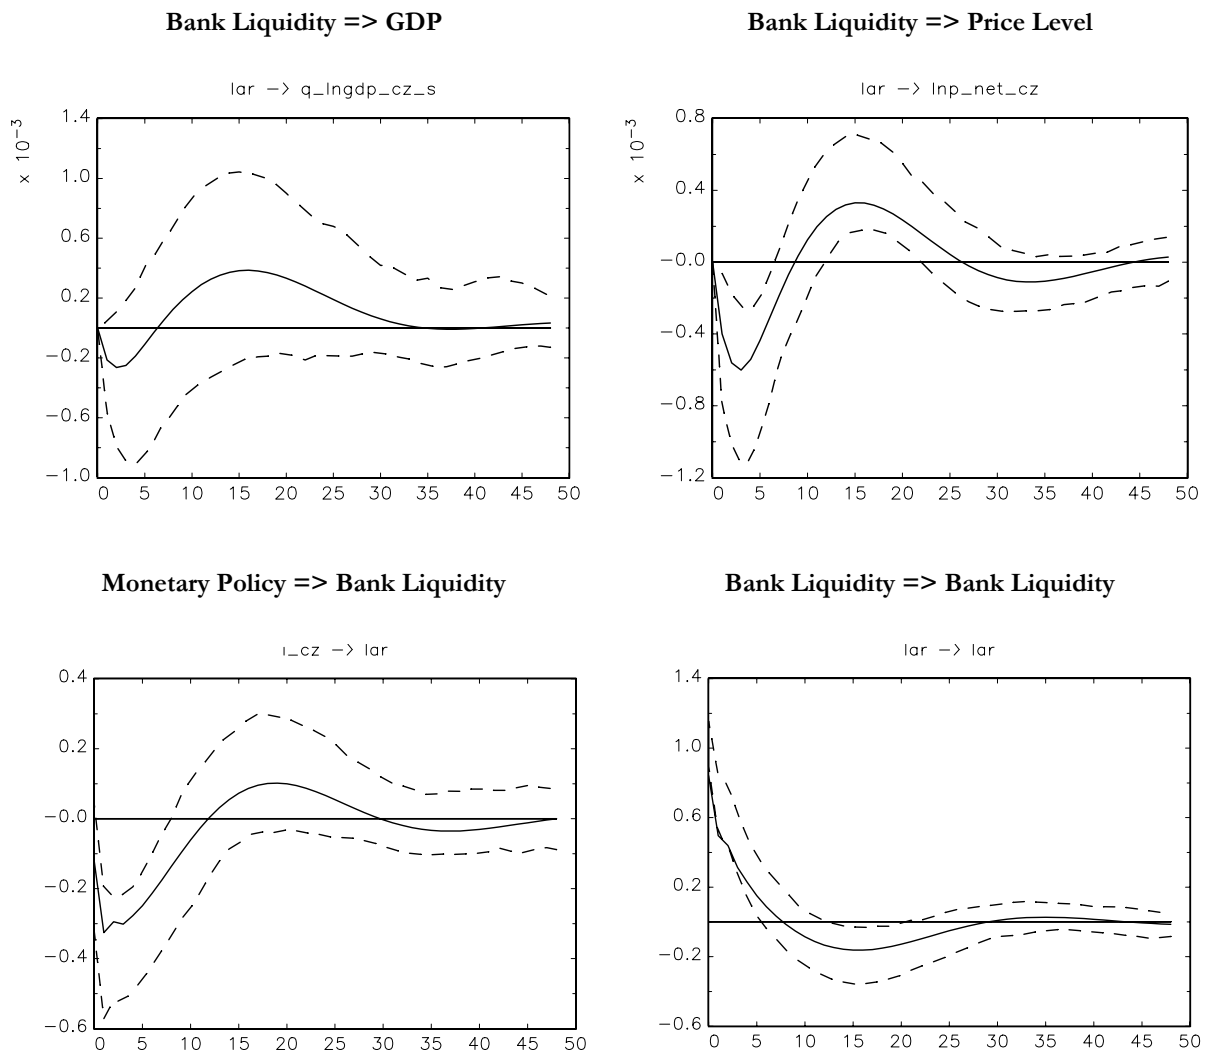 Bank Liquidity => GDP
Bank Liquidity => Price Level
lar -> q_lngdp_cz_s
lar -> lnp_net_cz
x 10-3
1.4
1.0
0.6
0.2
-0.2
-0.6
-1.0
0 5 10 15 20 25 30 35 40 45 50
x 10-3
0.8
0.4
-0.0
-0.4
-0.8
-1.2
0 5 10 15 20 25 30 35 40 45 50
Monetary Policy => Bank Liquidity
Bank Liquidity => Bank Liquidity
i_cz -> lar
lar -> lar
0.4
0.2
-0.0
-0.2
-0.4
-0.6
0 5 10 15 20 25 30 35 40 45 50
1.4
1.0
0.6
0.2
-0.2
-0.6
0 5 10 15 20 25 30 35 40 45 50